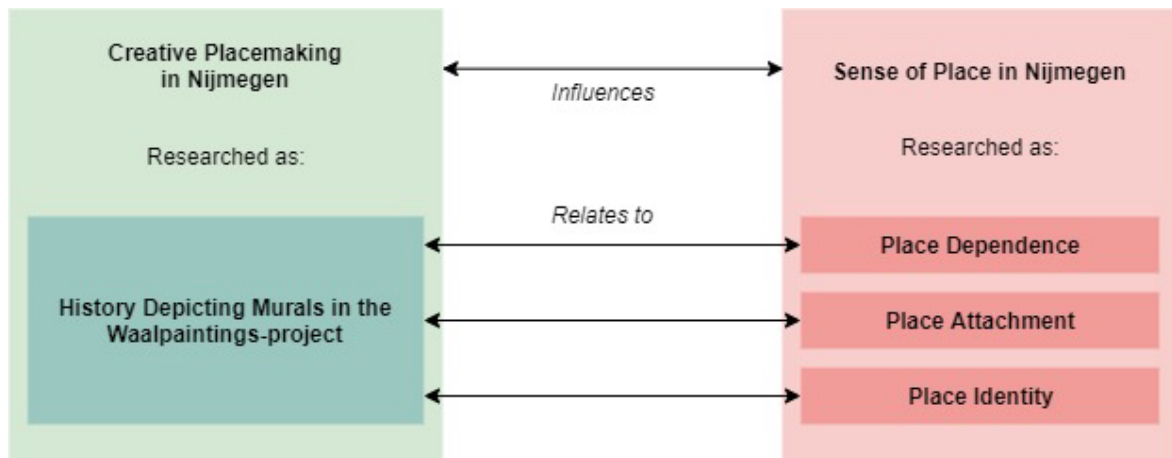 Creative Placemaking
in Nijmegen
Researched as:
History Depicting Murals in the
Waalpaintings-project
Influences
Relates to
Sense of Place in Nijmegen
Researched as:
Place Dependence
Place Attachment
Place Identity